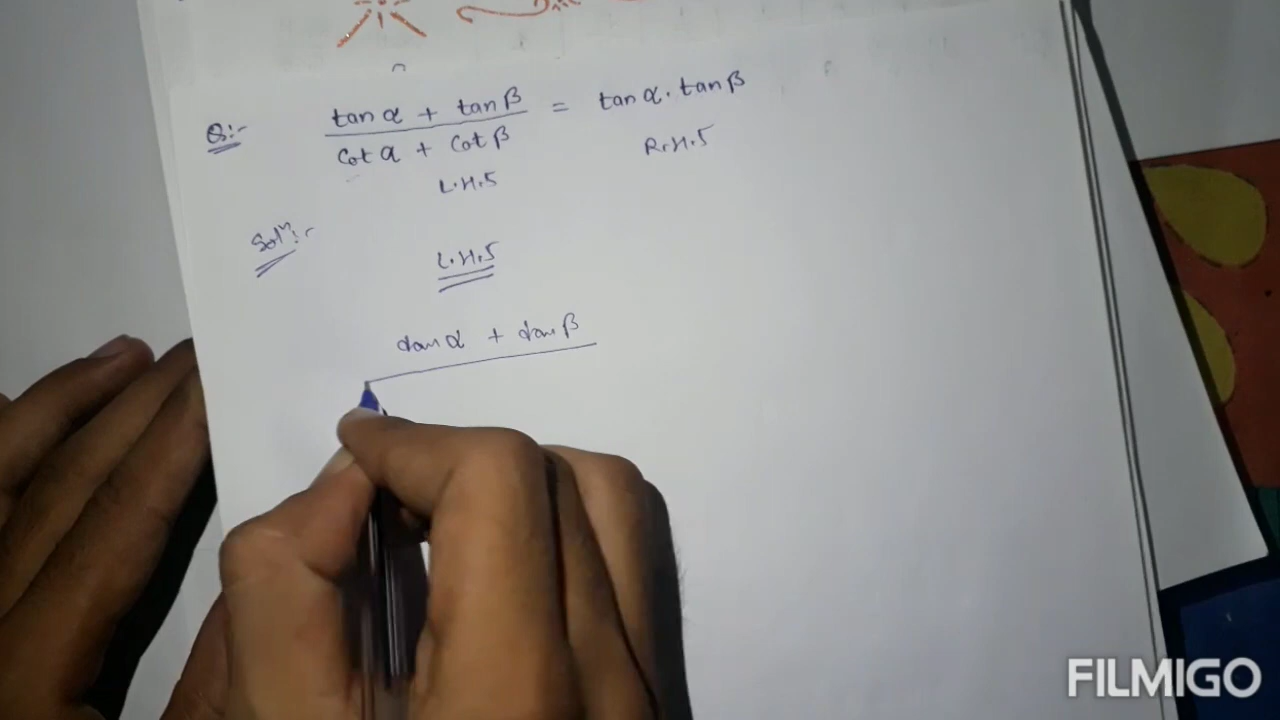 Q:- tan α + tan β = tan α . tan β
cot α + cot β
R.H.S
L.H.S
Solⁿ:-
L.H.S
tan α + tan β
FILMIGO